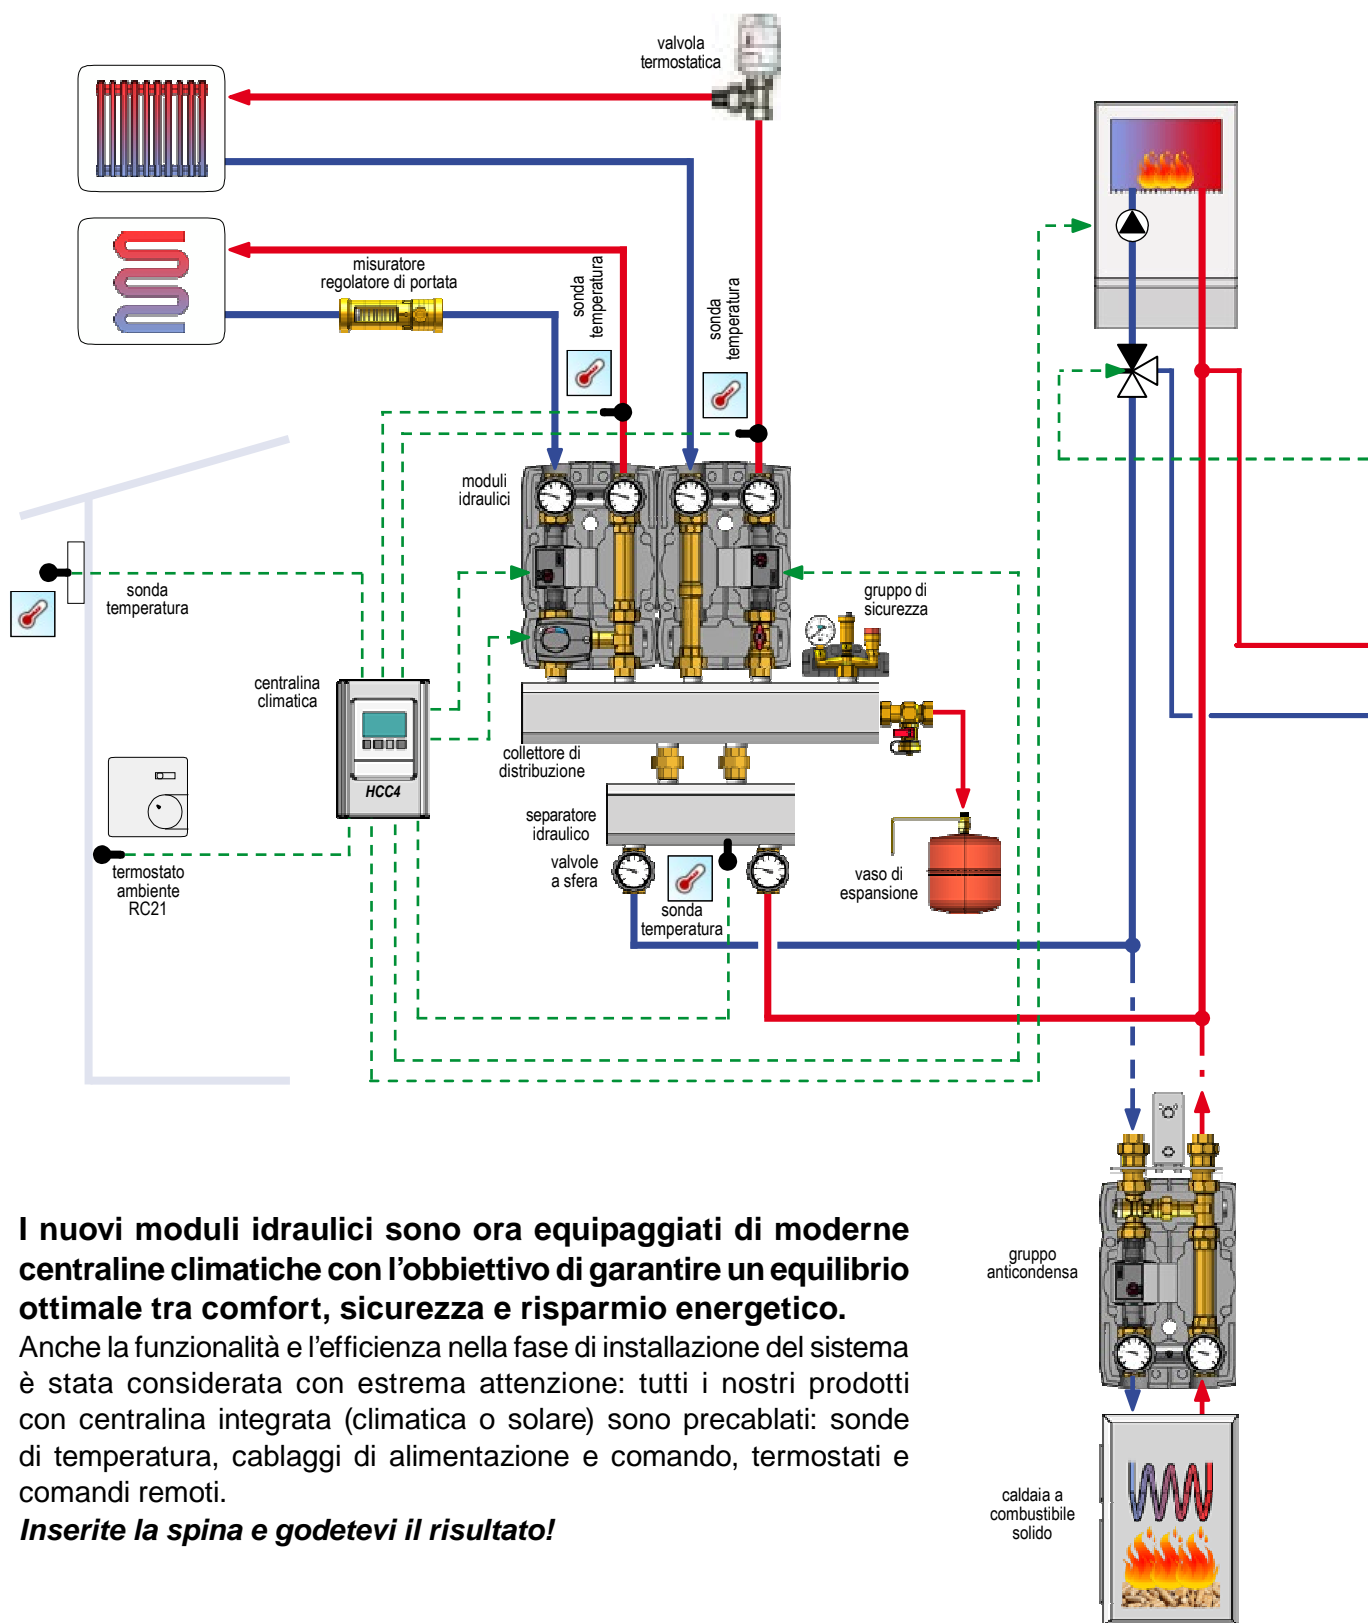 valvola
termostatica
misuratore
regolatore di portata
sonda
temperatura
sonda
temperatura
moduli
idraulici
sonda
temperatura
gruppo di
sicurezza
centralina
climatica
HCC4
collettore di
distribuzione
separatore
idraulico
valvole
a sfera
sonda
temperatura
vaso di
espansione
termostato
ambiente
RC21
gruppo
anticondensa
caldaia a
combustibile
solido
I nuovi moduli idraulici sono ora equipaggiati di moderne
centraline climatiche con l’obbiettivo di garantire un equilibrio
ottimale tra comfort, sicurezza e risparmio energetico.
Anche la funzionalità e l’efficienza nella fase di installazione del sistema
è stata considerata con estrema attenzione: tutti i nostri prodotti
con centralina integrata (climatica o solare) sono precablati: sonde
di temperatura, cablaggi di alimentazione e comando, termostati e
comandi remoti.
Inserite la spina e godetevi il risultato!